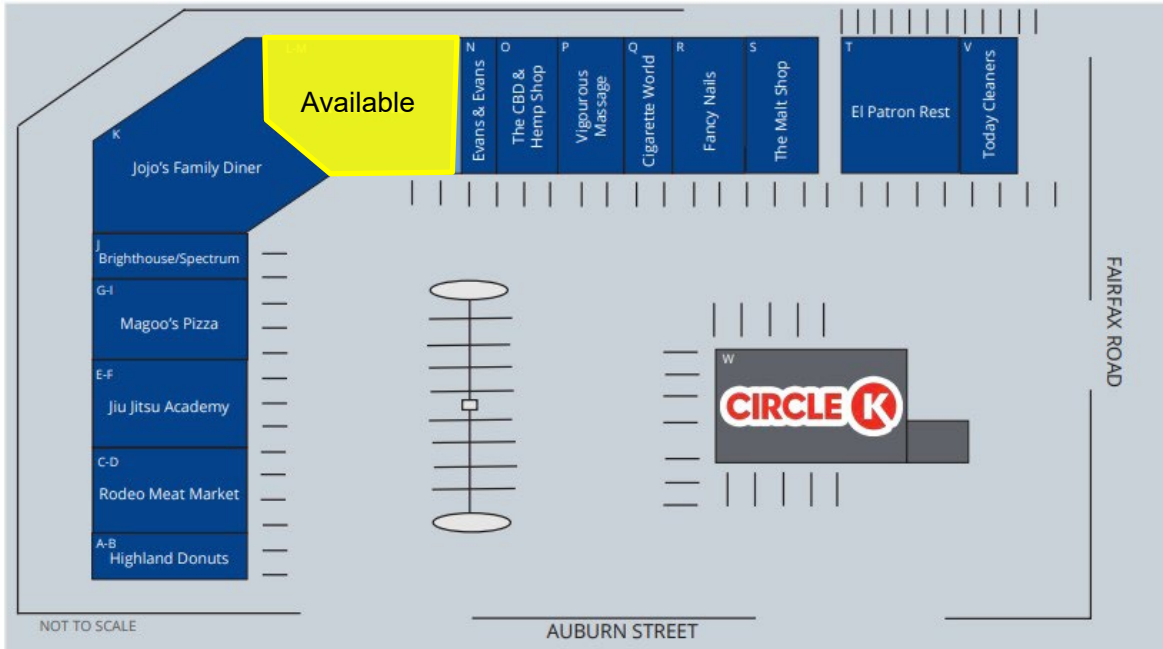 L-M
Available
N
Evans & Evans
O
The CBD &
Hemp Shop
P
Vigourous
Massage
Q
Cigarette World
R
Fancy Nails
S
The Malt Shop
T
El Patron Rest
V
Today Cleaners
K
Jojo's Family Diner
J
Brighthouse/Spectrum
G-I
Magoo's Pizza
E-F
Jiu Jitsu Academy
C-D
Rodeo Meat Market
A-B
Highland Donuts
W
CIRCLE K
FAIRFAX ROAD
NOT TO SCALE
AUBURN STREET